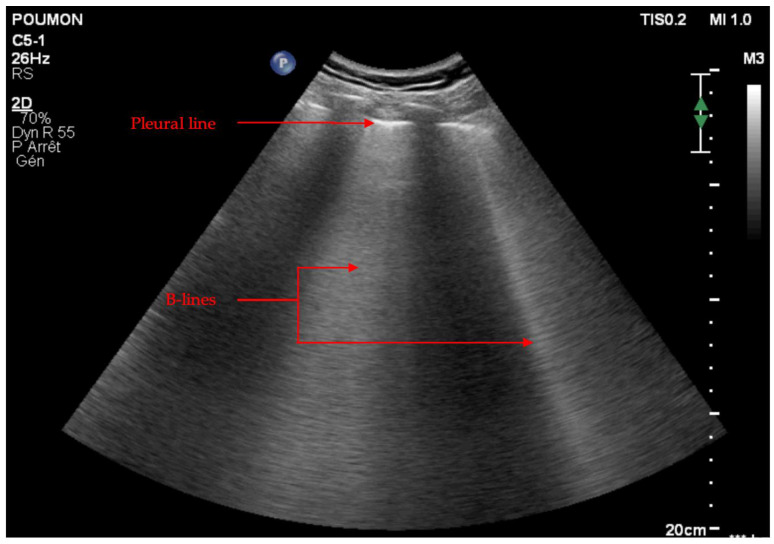 POUMON
C5-1
26Hz
RS
2D
70%
Dyn R 55
P Arrêt
Gén
P
TIS0.2 MI 1.0
M3
Pleural line
B-lines
20cm